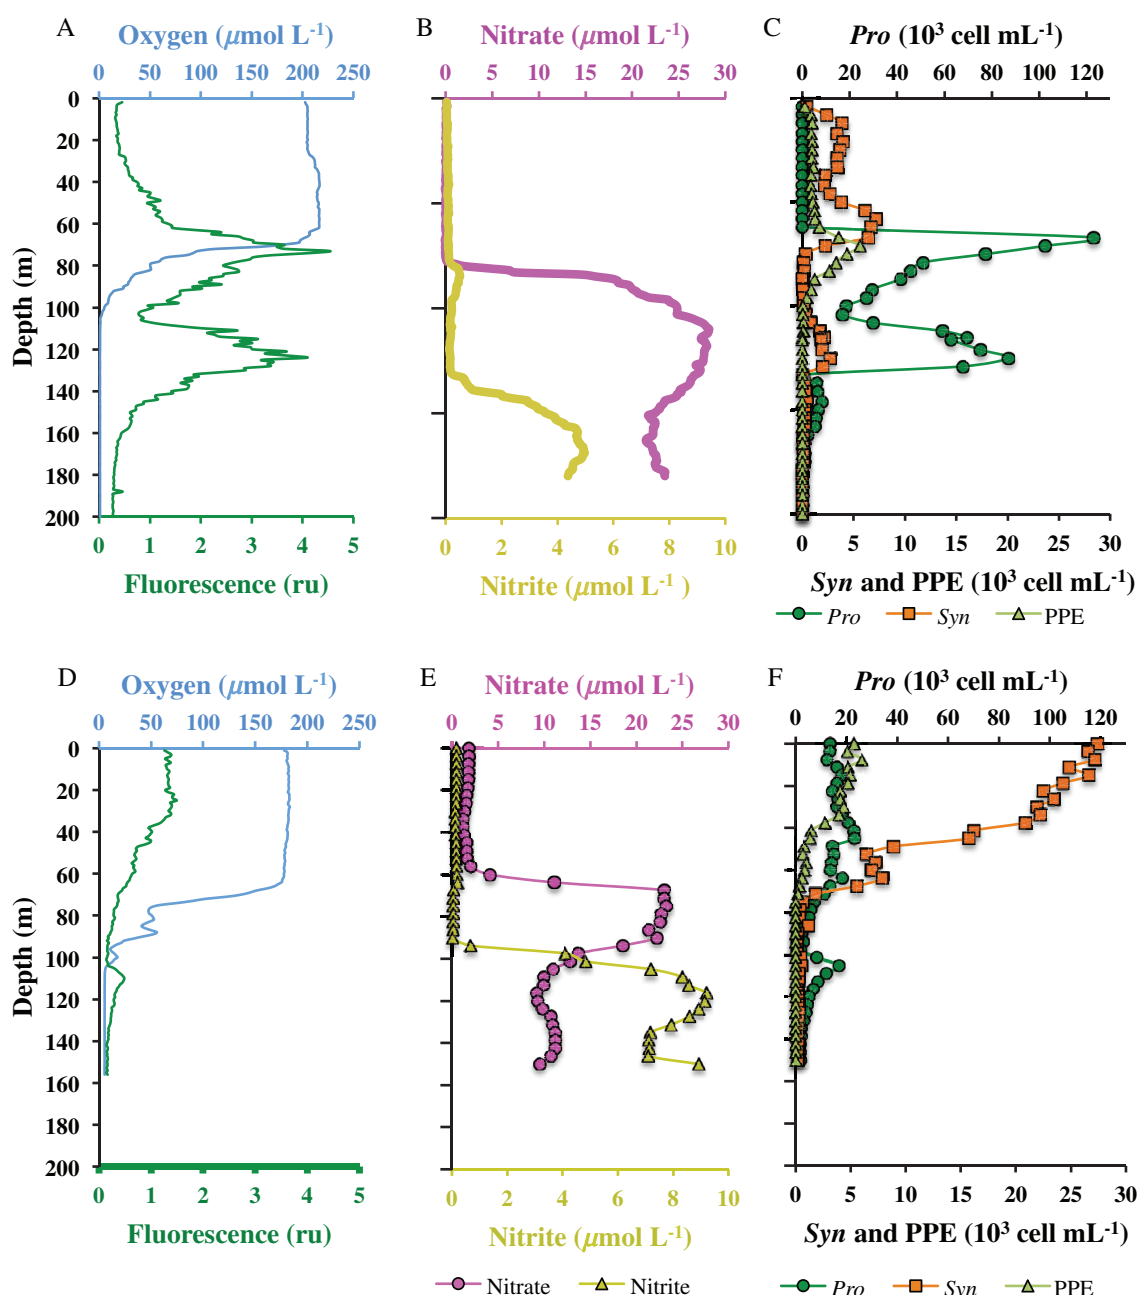 A
Oxygen (μmol L-1)
0 50 100 150 200 250
Depth (m)
0
20
40
60
80
100
120
140
160
180
200
0 1 2 3 4 5
Fluorescence (ru)
B
Nitrate (μmol L-1)
0 5 10 15 20 25 30
0 2 4 6 8 10
Nitrite (μmol L-1 )
C
Pro (10³ cell mL-1)
0 20 40 60 80 100 120
0 5 10 15 20 25 30
Syn and PPE (10³ cell mL-1)
Pro Syn PPE
D
Oxygen (μmol L-1)
0 50 100 150 200 250
Depth (m)
0
20
40
60
80
100
120
140
160
180
200
0 1 2 3 4 5
Fluorescence (ru)
E
Nitrate (μmol L-1)
0 5 10 15 20 25 30
0 2 4 6 8 10
Nitrite (μmol L-1)
Nitrate Nitrite
F
Pro (10³ cell mL-1)
0 20 40 60 80 100 120
0 5 10 15 20 25 30
Syn and PPE (10³ cell mL-1)
Pro Syn PPE